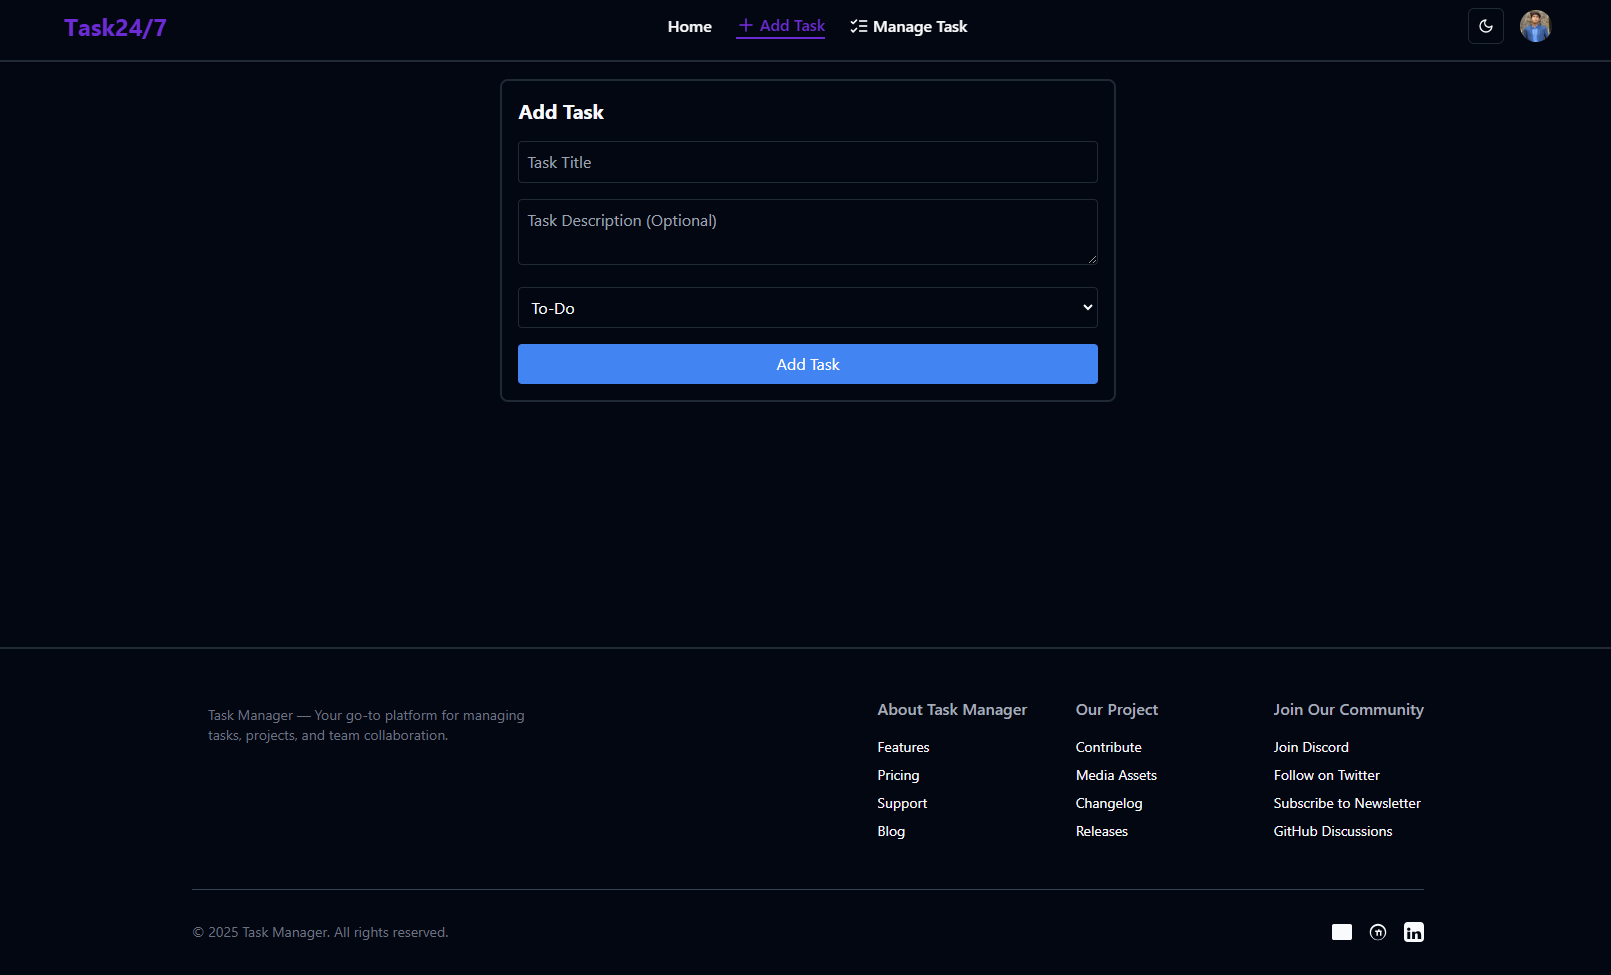 Task24/7
Home
Add Task
Manage Task
Add Task
Task Title
Task Description (Optional)
To-Do
Add Task
Task Manager — Your go-to platform for managing
tasks, projects, and team collaboration.
About Task Manager
Features
Pricing
Support
Blog
Our Project
Contribute
Media Assets
Changelog
Releases
Join Our Community
Join Discord
Follow on Twitter
Subscribe to Newsletter
GitHub Discussions
© 2025 Task Manager. All rights reserved.
in